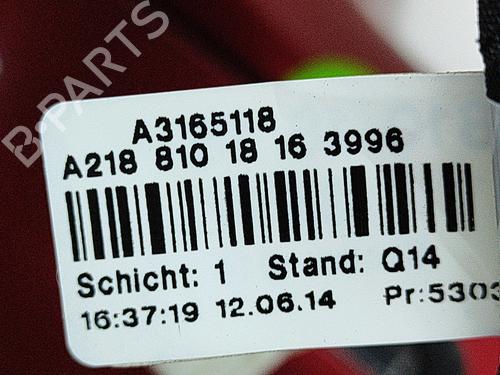 B-PARTS
A3165118
A218 810 18 16 3996
Schicht: 1 Stand: Q14
16:37:19 12.06.14 Pr:5303